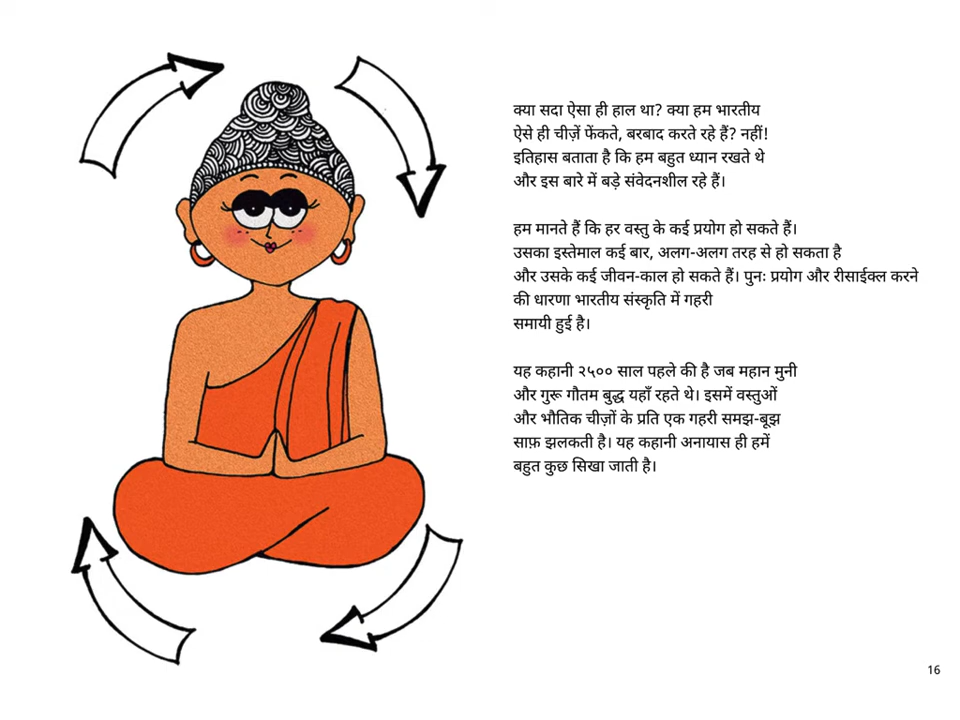 क्या सदा ऐसा ही हाल था? क्या हम भारतीय
ऐसे ही चीज़ें फेंकते, बरबाद करते रहे हैं? नहीं!
इतिहास बताता है कि हम बहुत ध्यान रखते थे
और इस बारे में बड़े संवेदनशील रहे हैं।
हम मानते हैं कि हर वस्तु के कई प्रयोग हो सकते हैं।
उसका इस्तेमाल कई बार, अलग-अलग तरह से हो सकता है
और उसके कई जीवन-काल हो सकते हैं। पुनः प्रयोग और रीसाईक्ल करने
की धारणा भारतीय संस्कृति में गहरी
समायी हुई है।
यह कहानी २५०० साल पहले की है जब महान मुनी
और गुरू गौतम बुद्ध यहाँ रहते थे। इसमें वस्तुओं
और भौतिक चीज़ों के प्रति एक गहरी समझ-बूझ
साफ़ झलकती है। यह कहानी अनायास ही हमें
बहुत कुछ सिखा जाती है।
16